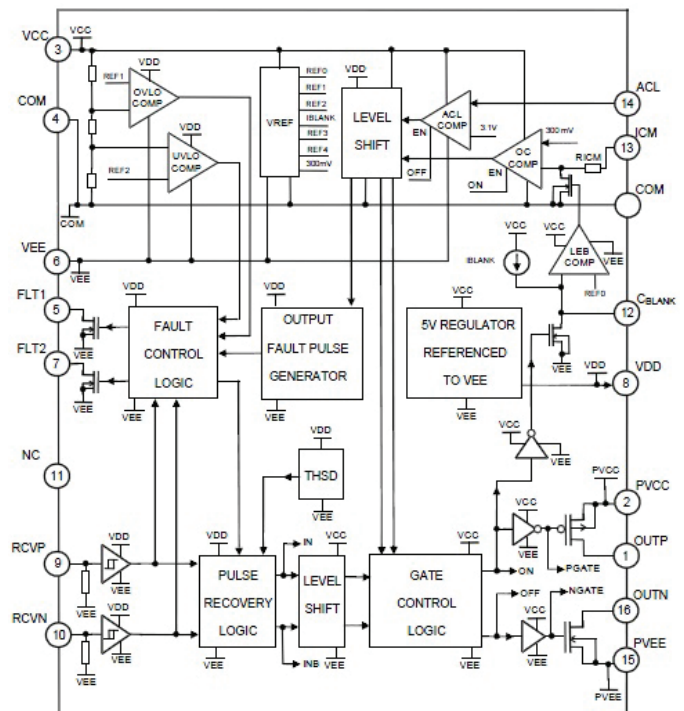 VCC
VCC
3
REF1
VDD
OVLO
COMP
COM
4
VDD
UVLO
COMP
REF2
COM
VREF
REF0
REF1
REF2
IBLANK
REF3
REF4
300mV
VDD
LEVEL
SHIFT
ACL
COMP
EN
3.1V
OFF
OC
COMP
EN
ON
300 mV
RICM
ACL
14
ICM
13
COM
VEE
6
VEE
VCC
VCC
IBLANK
LEB
COMP
VEE
REF0
FLT1
5
VEE
FLT2
7
VEE
VDD
FAULT
CONTROL
LOGIC
VEE
VDD
OUTPUT
FAULT PULSE
GENERATOR
VEE
VCC
5V REGULATOR
REFERENCED
TO VEE
VEE
VEE
CBLANK
12
VDD
VDD
8
NC
11
VDD
THSD
VEE
VCC
VEE
PVCC
PVCC
2
VCC
VEE
PGATE
OUTP
1
RCVP
9
VDD
VEE
RCVN
10
VDD
VEE
VDD
PULSE
RECOVERY
LOGIC
VEE
IN
INB
VCC
LEVEL
SHIFT
VEE
VCC
GATE
CONTROL
LOGIC
VEE
ON
OFF
VCC
VEE
NGATE
OUTN
16
PVEE
15
PVEE